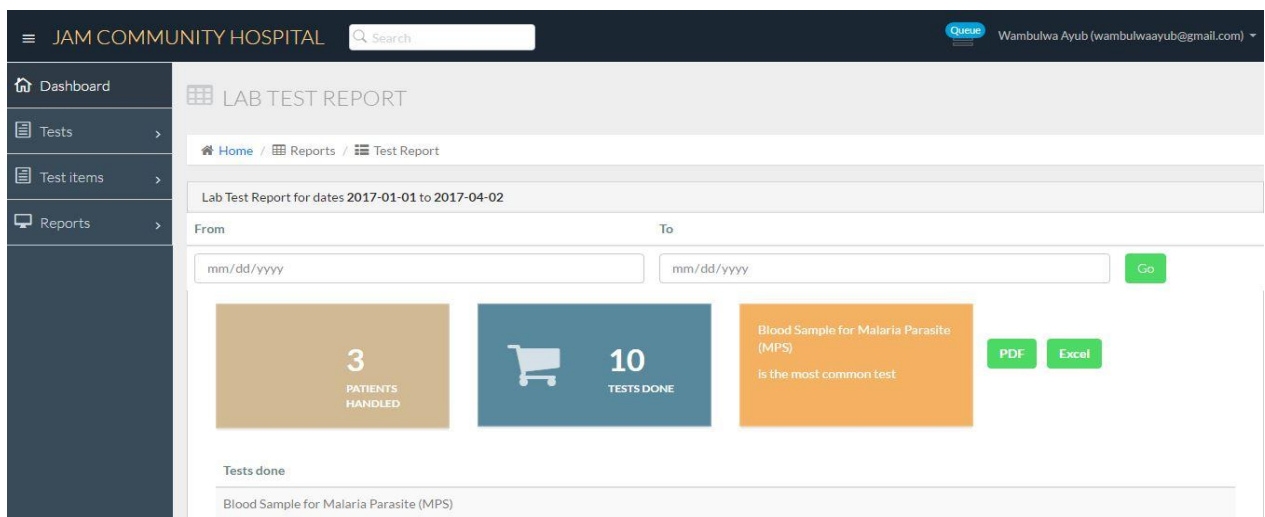 JAM COMMUNITY HOSPITAL
Search
Queue
Wambulwa Ayub (wambulwaayub@gmail.com)
Dashboard
Tests
Test items
Reports
LAB TEST REPORT
Home / Reports / Test Report
Lab Test Report for dates 2017-01-01 to 2017-04-02
From
To
mm/dd/yyyy
mm/dd/yyyy
Go
3
PATIENTS
HANDLED
10
TESTS DONE
Blood Sample for Malaria Parasite
(MPS)
is the most common test
PDF
Excel
Tests done
Blood Sample for Malaria Parasite (MPS)